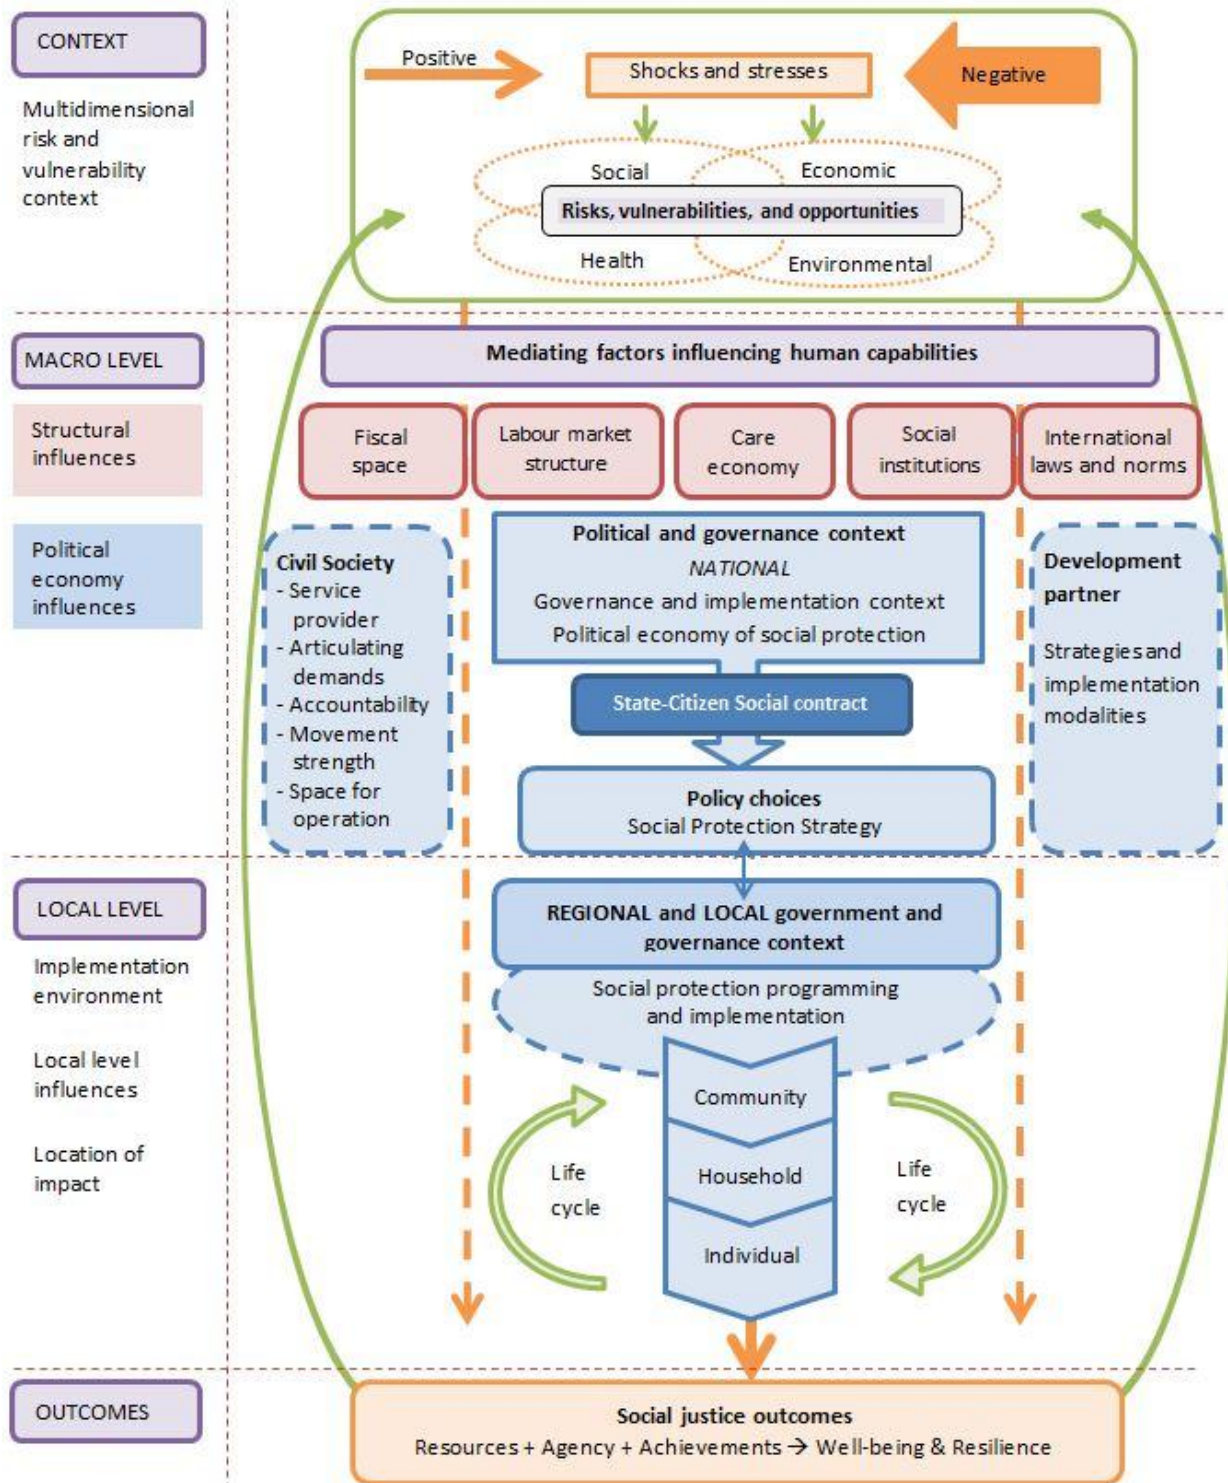 CONTEXT
Multidimensional
risk and
vulnerability
context
Positive
Shocks and stresses
Negative
Social
Economic
Risks, vulnerabilities, and opportunities
Health
Environmental
MACRO LEVEL
Mediating factors influencing human capabilities
Structural
influences
Fiscal
space
Labour market
structure
Care
economy
Social
institutions
International
laws and norms
Political
economy
influences
Civil Society
- Service
provider
- Articulating
demands
- Accountability
- Movement
strength
- Space for
operation
Political and governance context
NATIONAL
Governance and implementation context
Political economy of social protection
State-Citizen Social contract
Policy choices
Social Protection Strategy
Development
partner
Strategies and
implementation
modalities
LOCAL LEVEL
Implementation
environment
Local level
influences
Location of
impact
REGIONAL and LOCAL government and
governance context
Social protection programming
and implementation
Community
Household
Individual
Life
cycle
Life
cycle
OUTCOMES
Social justice outcomes
Resources + Agency + Achievements → Well-being & Resilience